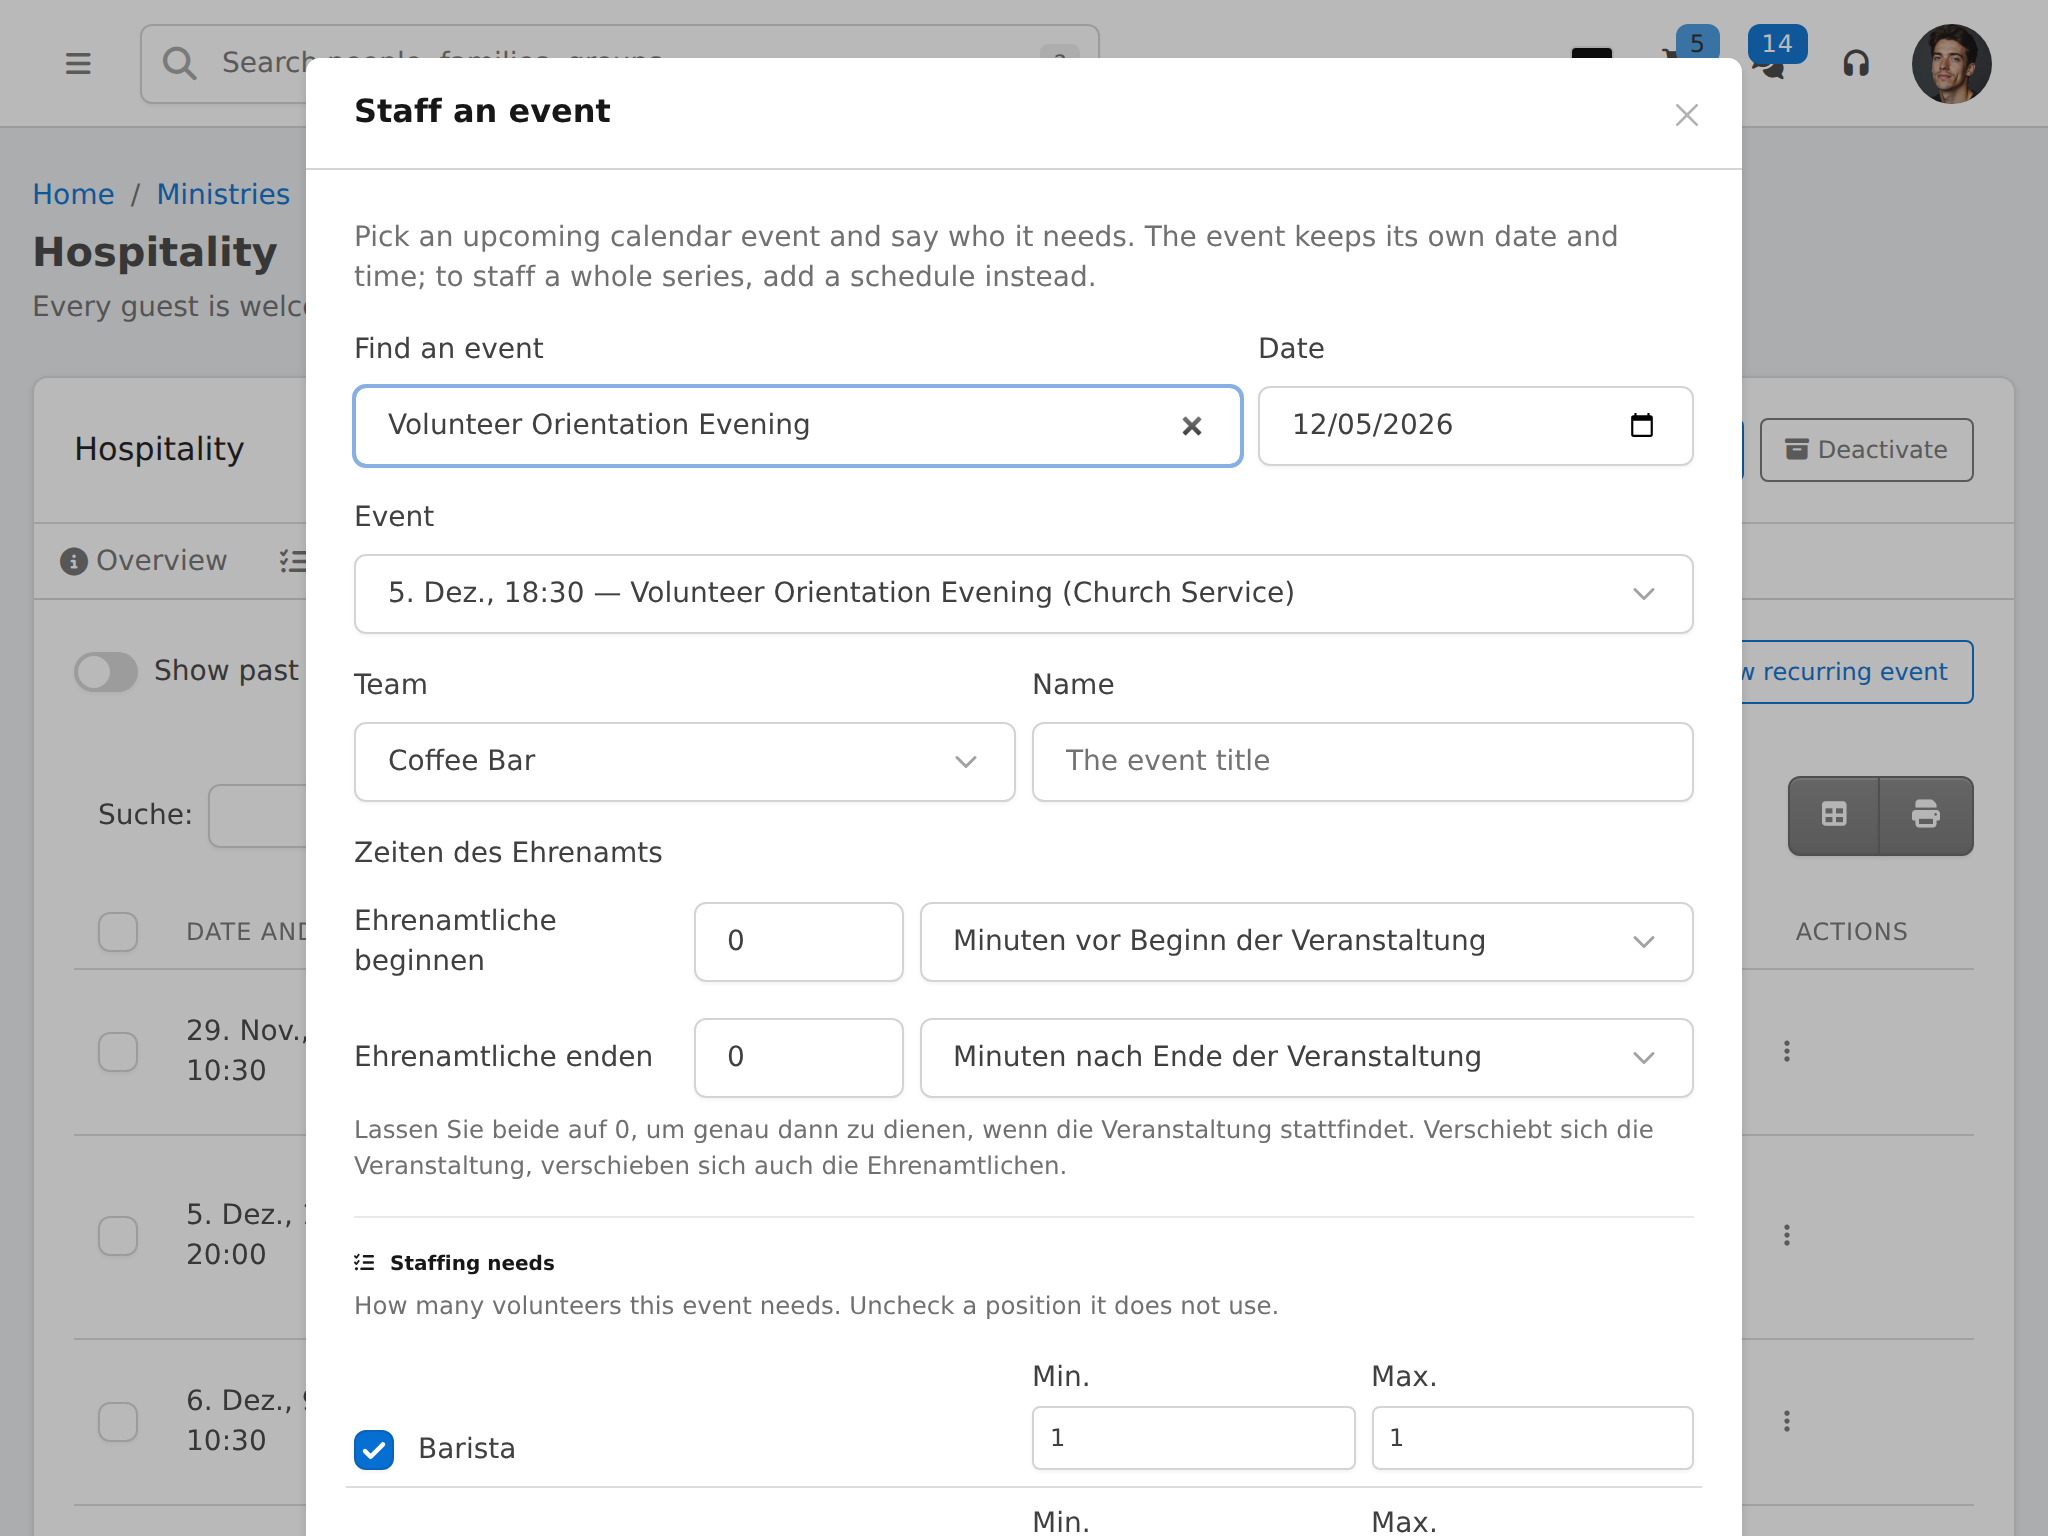 5
14
Staff an event
Home / Ministries
Hospitality
Every guest is
Pick an upcoming calendar event and say who it needs. The event keeps its own date and
time; to staff a whole series, add a schedule instead.
Find an event
Date
Volunteer Orientation Evening
12/05/2026
Hospitality
Deactivate
Event
Overview
5. Dez., 18:30 — Volunteer Orientation Evening (Church Service)
Show past
recurring event
Team
Name
Coffee Bar
The event title
Suche:
Zeiten des Ehrenamts
Ehrenamtliche
beginnen
0
Minuten vor Beginn der Veranstaltung
DATE
ACTIONS
29. Nov.,
10:30
Ehrenamtliche enden
0
Minuten nach Ende der Veranstaltung
Lassen Sie beide auf 0, um genau dann zu dienen, wenn die Veranstaltung stattfindet. Verschiebt sich die
Veranstaltung, verschieben sich auch die Ehrenamtlichen.
5. Dez.,
20:00
Staffing needs
How many volunteers this event needs. Uncheck a position it does not use.
Min.
Max.
6. Dez.,
10:30
Barista
1
1
Min.
Max.